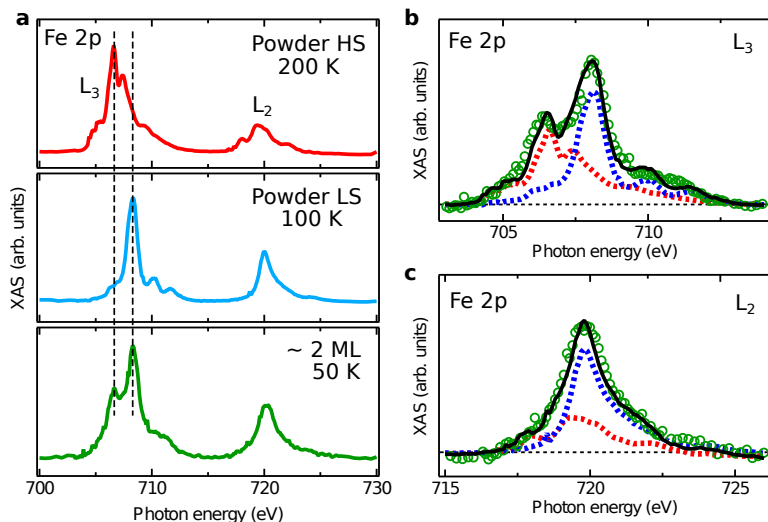 a
Fe 2p
Powder HS
200 K
L3
L2
Powder LS
100 K
~ 2 ML
50 K
XAS (arb. units)
700 710 720 730
Photon energy (eV)
b
Fe 2p
L3
XAS (arb. units)
705 710
Photon energy (eV)
c
Fe 2p
L2
XAS (arb. units)
715 720 725
Photon energy (eV)